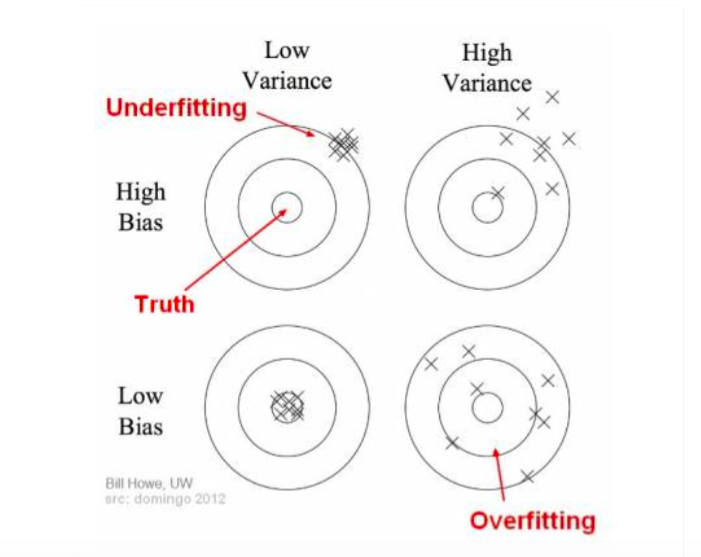 Low
Variance
High
Variance
Underfitting
High
Bias
Truth
Low
Bias
Bill Howe, UW
src: domingo 2012
Overfitting